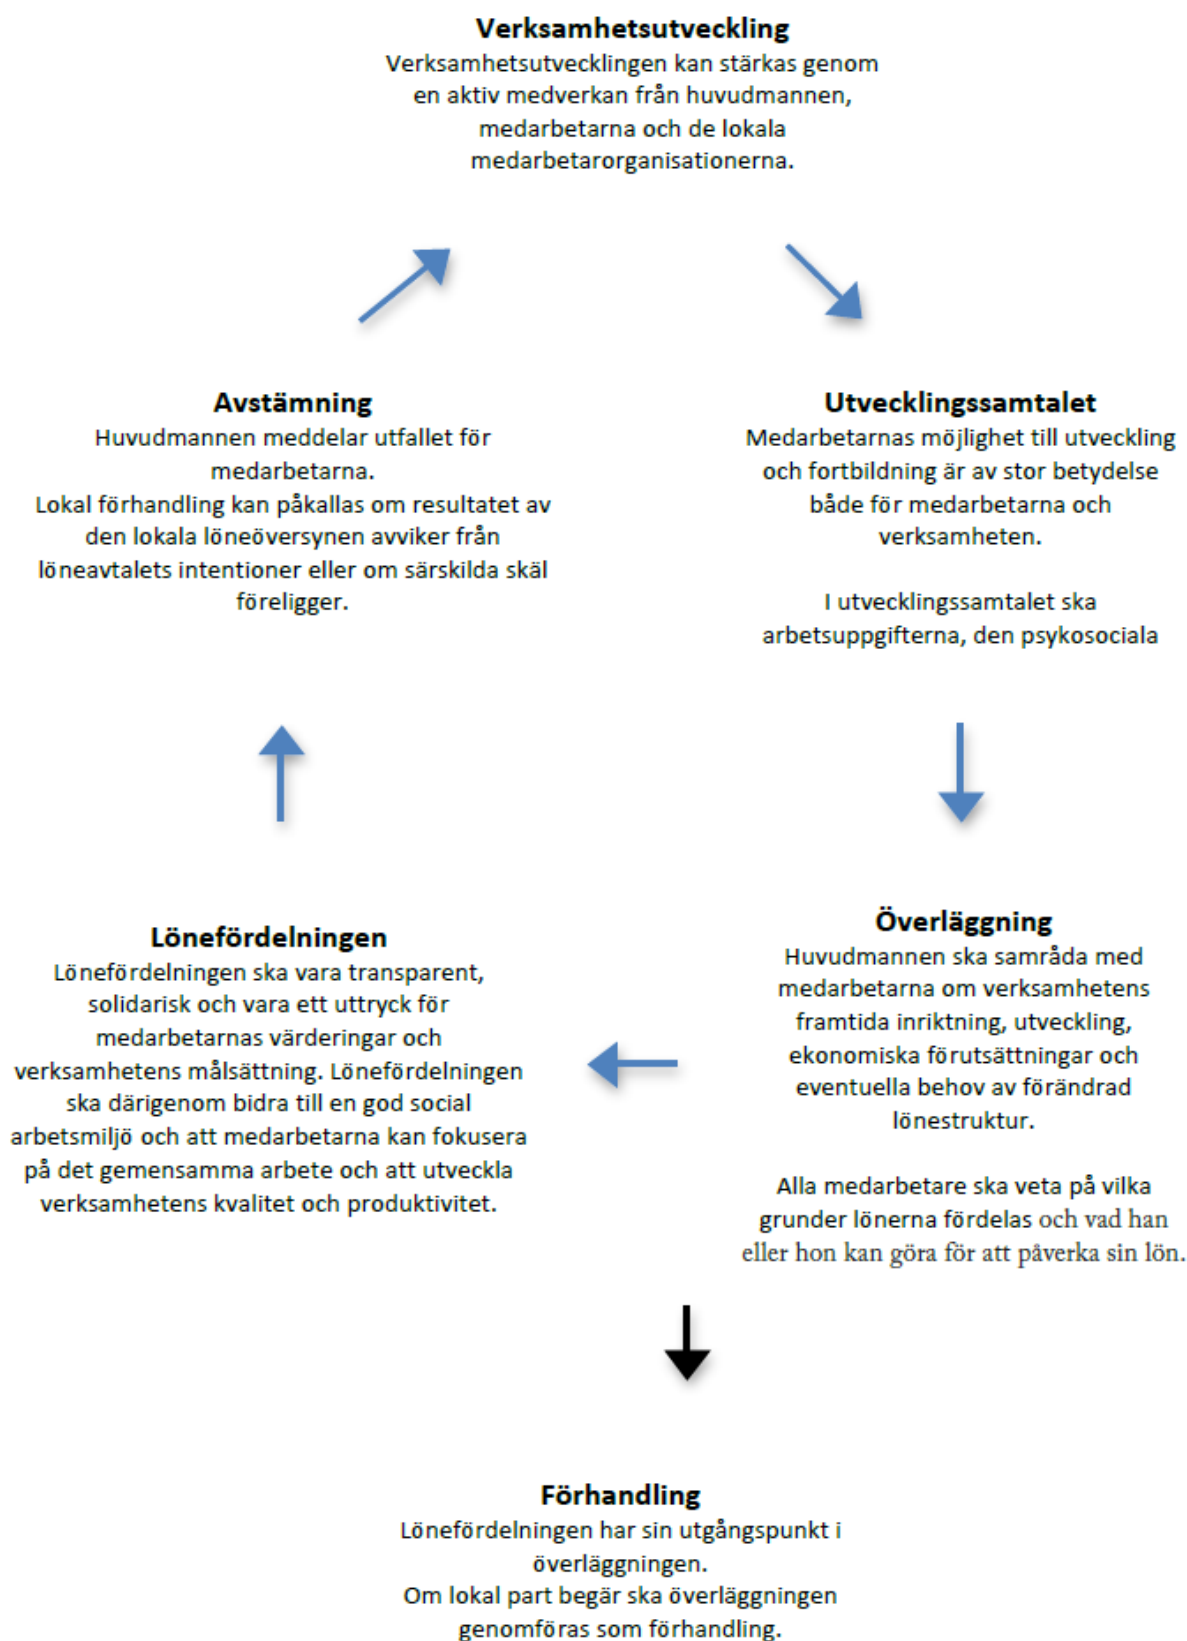 Verksamhetsutveckling
Verksamhetsutvecklingen kan stärkas genom
en aktiv medverkan från huvudmannen,
medarbetarna och de lokala
medarbetarorganisationerna.
Utvecklingssamtalet
Medarbetarnas möjlighet till utveckling
och fortbildning är av stor betydelse
både för medarbetarna och
verksamheten.
I utvecklingssamtalet ska
arbetsuppgifterna, den psykosociala
Överläggning
Huvudmannen ska samråda med
medarbetarna om verksamhetens
framtida inriktning, utveckling,
ekonomiska förutsättningar och
eventuella behov av förändrad
lönestruktur.
Alla medarbetare ska veta på vilka
grunder lönerna fördelas och vad han
eller hon kan göra för att påverka sin lön.
Förhandling
Lönefördelningen har sin utgångspunkt i
överläggningen.
Om lokal part begär ska överläggningen
genomföras som förhandling.
Lönefördelningen
Lönefördelningen ska vara transparent,
solidarisk och vara ett uttryck för
medarbetarnas värderingar och
verksamhetens målsättning. Lönefördelningen
ska därigenom bidra till en god social
arbetsmiljö och att medarbetarna kan fokusera
på det gemensamma arbete och att utveckla
verksamhetens kvalitet och produktivitet.
Avstämning
Huvudmannen meddelar utfallet för
medarbetarna.
Lokal förhandling kan påkallas om resultatet av
den lokala löneöversynen avviker från
löneavtalets intentioner eller om särskilda skäl
föreligger.